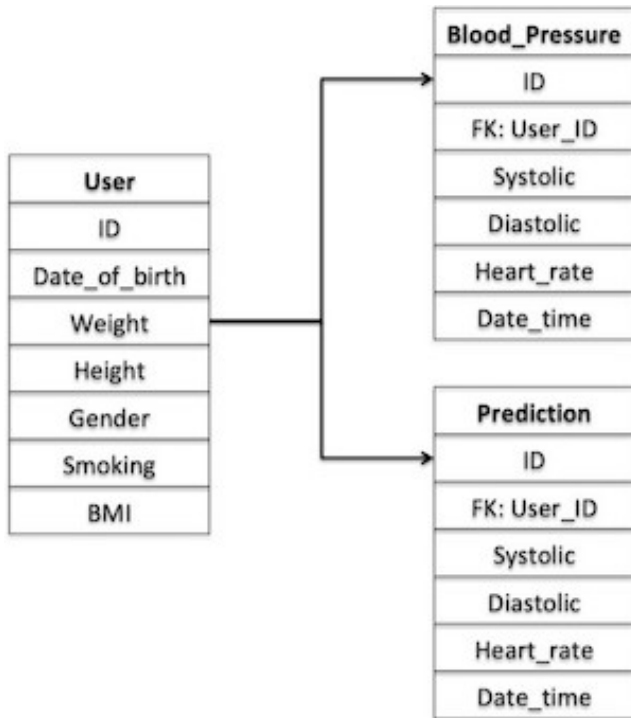 User
ID
Date_of_birth
Weight
Height
Gender
Smoking
BMI
Blood_Pressure
ID
FK: User_ID
Systolic
Diastolic
Heart_rate
Date_time
Prediction
ID
FK: User_ID
Systolic
Diastolic
Heart_rate
Date_time